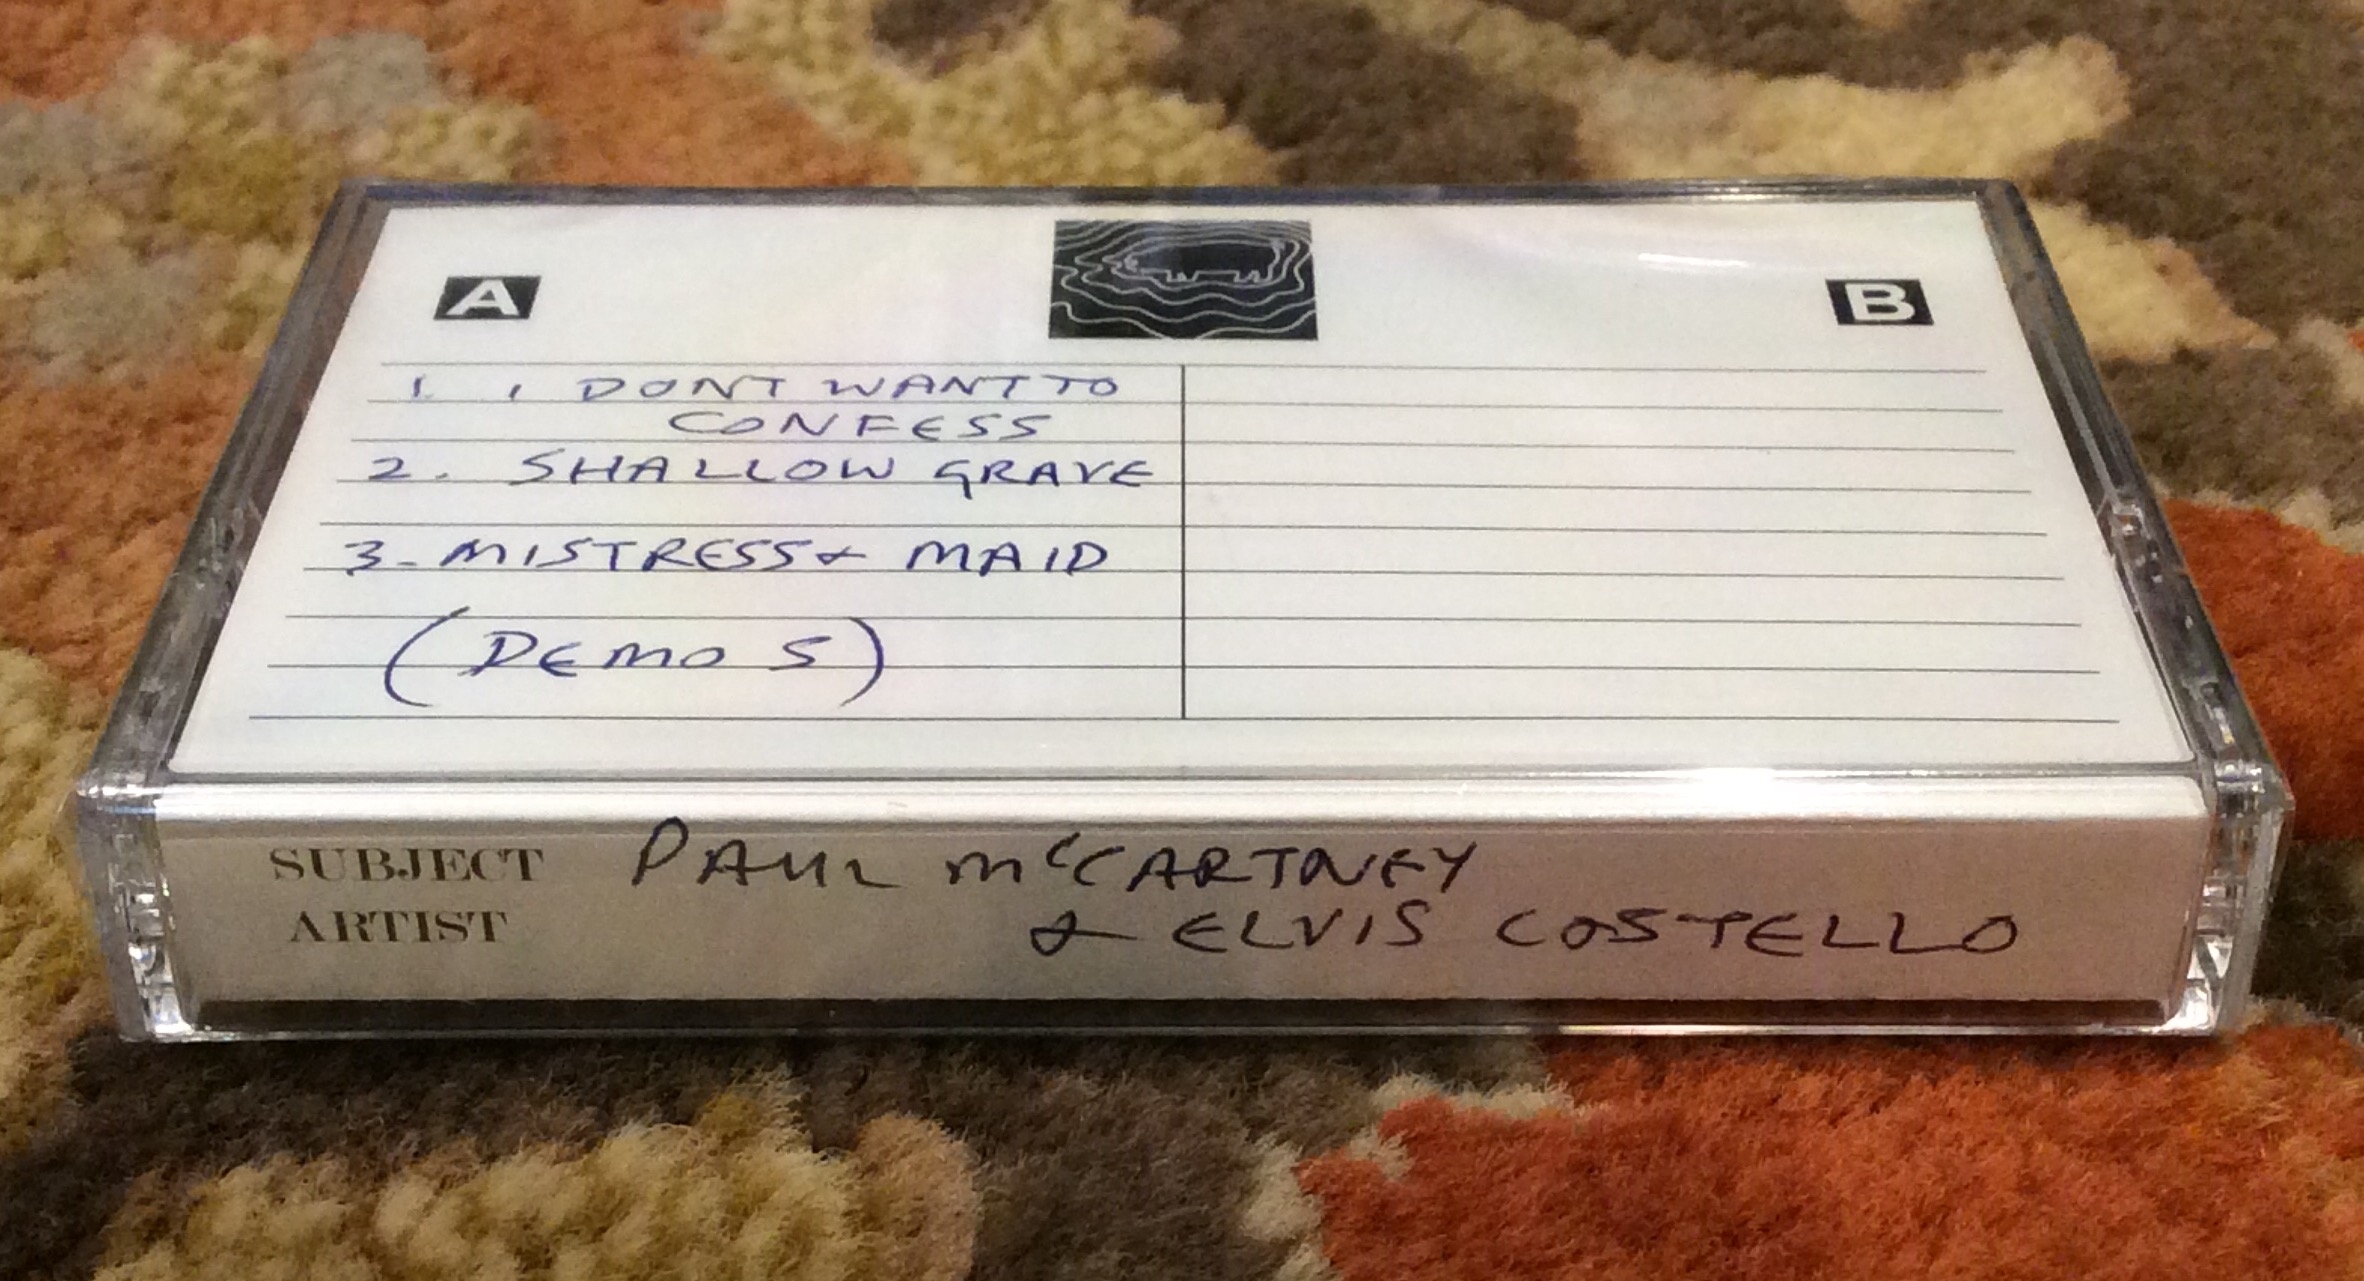 A
B
1. I DONT WANT TO
CONFESS
2. SHALLOW GRAVE
3. MISTRESS & MAID
(DEMOS)
SUBJECT PAUL McCARTNEY
ARTIST & ELVIS COSTELLO